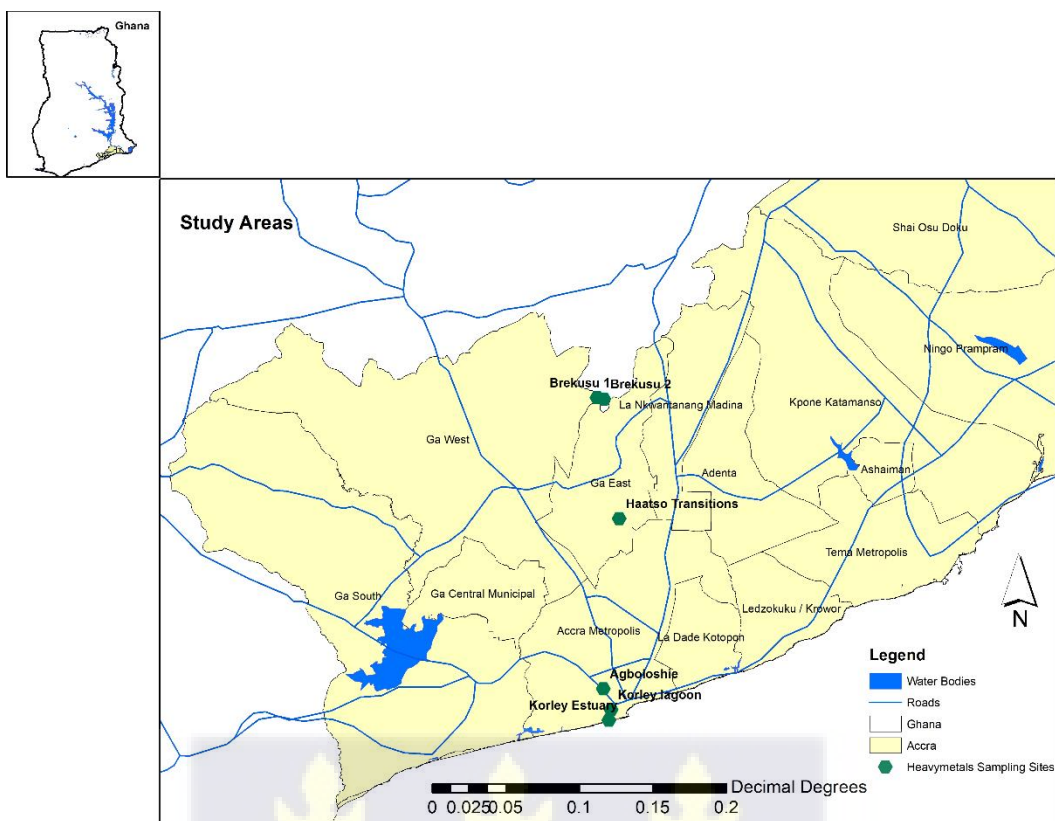 Ghana
Study Areas
Shai Osu Doku
Ningo Prampram
Brekusu 1 Brekusu 2
La Nkwantanang Madina
Kpone Katamanso
Ga West
Ashaiman
Adenta
Ga East
Haatso Transitions
Tema Metropolis
Ga South
Ga Central Municipal
Ledzokuku / Krowor
Accra Metropolis
La Dade Kotopon
N
Agboloshie
Korley lagoon
Korley Estuary
Legend
Water Bodies
Roads
Ghana
Accra
Heavymetals Sampling Sites
Decimal Degrees
0 0.025 0.05 0.1 0.15 0.2